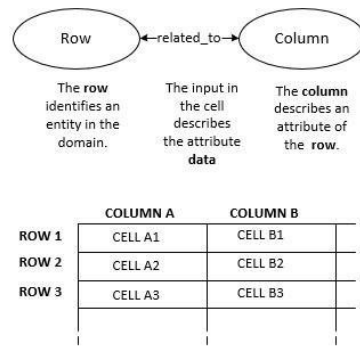 Row
related_to
Column
The row
identifies an
entity in the
domain.
The input in
the cell
describes
the attribute
data
The column
describes an
attribute of
the row.
COLUMN A COLUMN B
ROW 1 CELL A1 CELL B1
ROW 2 CELL A2 CELL B2
ROW 3 CELL A3 CELL B3